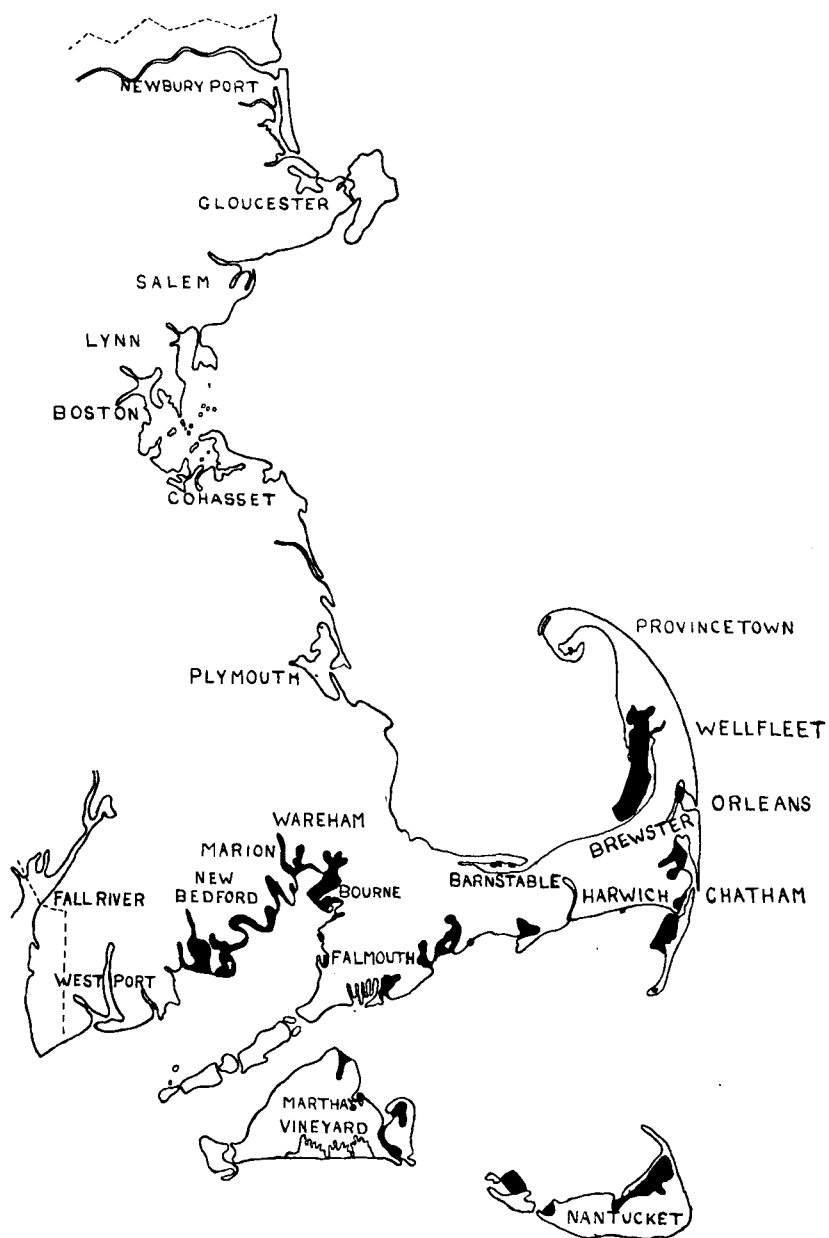 NEWBURY PORT
GLOUCESTER
SALEM
LYNN
BOSTON
COHASSET
PROVINCETOWN
PLYMOUTH
WELLFLEET
ORLEANS
WAREHAM
BREWSTER
MARION
NEW
BEDFORD
BARNSTABLE
BOURNE
HARWICH
CHATHAM
FALL RIVER
FALMOUTH
WEST PORT
MARTHAS
VINEYARD
NANTUCKET